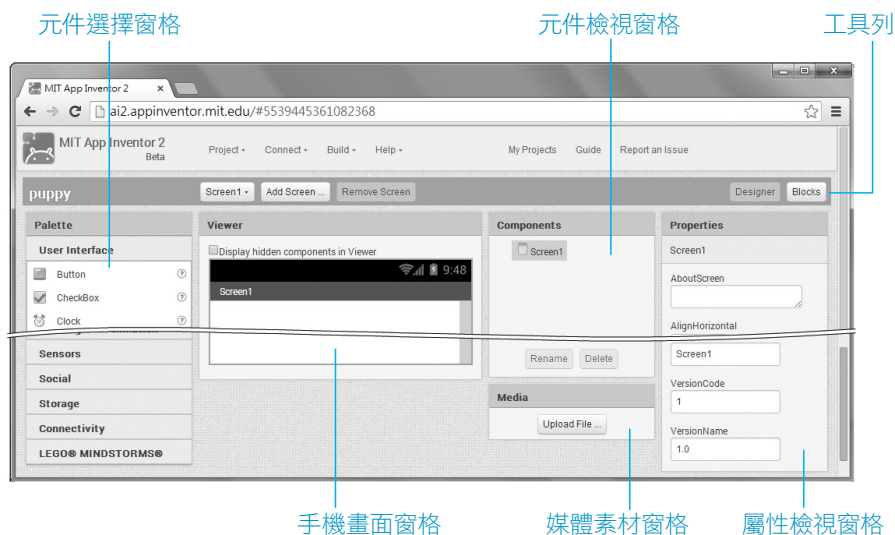 元件選擇窗格
元件檢視窗格
工具列
MIT App Inventor 2
ai2.appinventor.mit.edu/#5539445361082368
MIT App Inventor 2
Beta
Project
Connect
Build
Help
My Projects
Guide
Report an Issue
puppy
Screen1
Add Screen ...
Remove Screen
Designer
Blocks
Palette
User Interface
Button
CheckBox
Clock
Sensors
Social
Storage
Connectivity
LEGO® MINDSTORMS®
Viewer
Display hidden components in Viewer
9:48
Screen1
Components
Screen1
Rename
Delete
Media
Upload File ...
Properties
Screen1
AboutScreen
AlignHorizontal
Screen1
VersionCode
1
VersionName
1.0
手機畫面窗格
媒體素材窗格
屬性檢視窗格